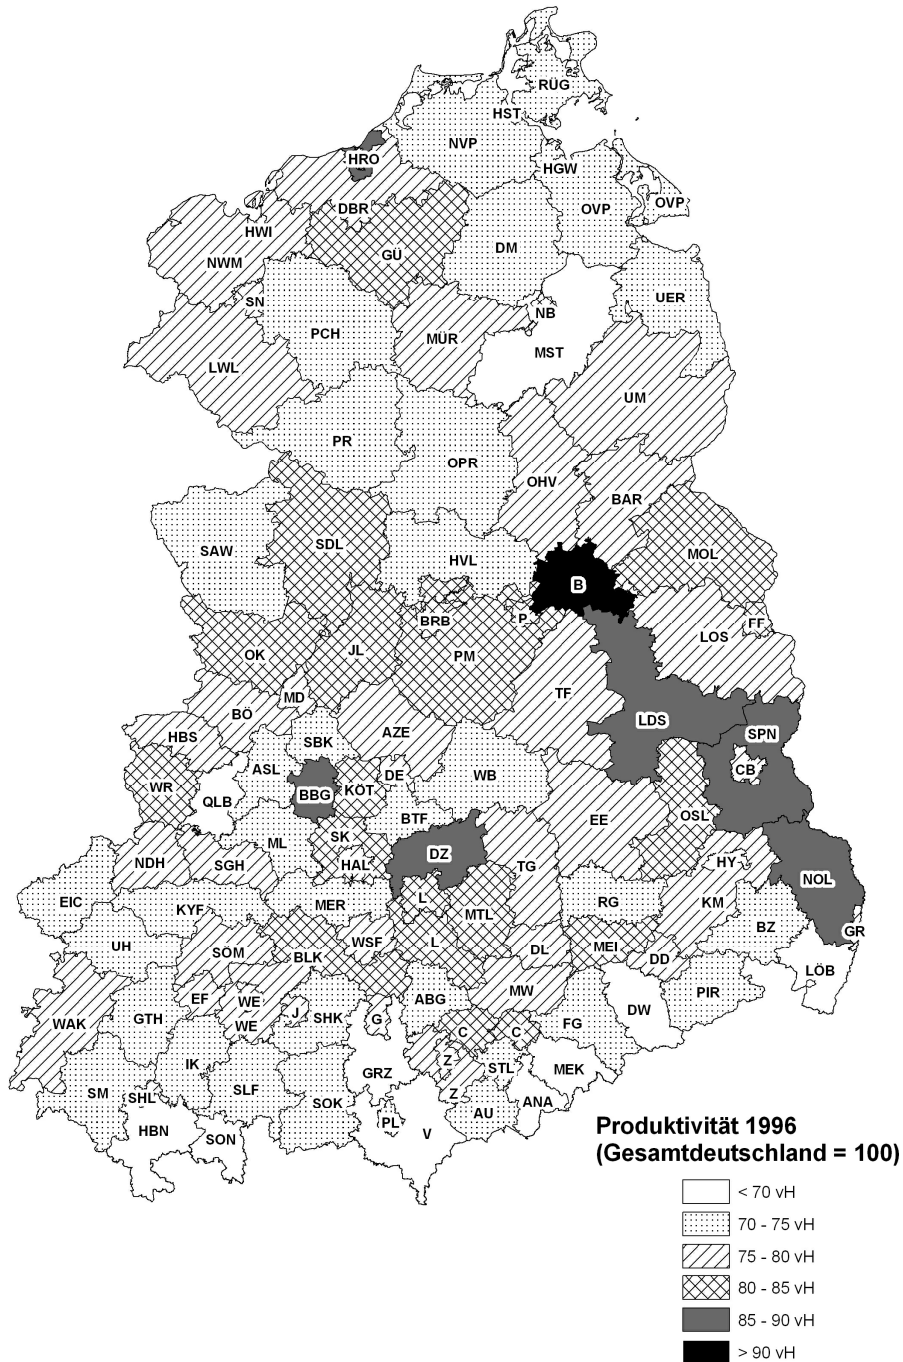 RÜG
HST
NVP
HRO
HGW
DBR
OVP
OVP
HWI
DM
GÜ
NWM
SN
UER
NB
PCH
MÜR
MST
LWL
UM
PR
OPR
OHV
BAR
SDL
SAW
HVL
MOL
B
BRB
P
FF
LOS
OK
JL
PM
TF
MD
BÖ
LDS
AZE
SPN
HBS
SBK
ASL
DE
WB
CB
WR
BBG
KÖT
QLB
BTF
OSL
EE
SK
ML
DZ
HY
NDH
SGH
HAL
TG
NOL
L
EIC
KYF
MER
MTL
RG
KM
BZ
GR
UH
SÖM
WSF
L
DL
MEI
BLK
DD
LÖB
EF
WE
ABG
MW
PIR
WAK
GTH
WE
J
SHK
G
C
C
FG
DW
IK
Z
STL
MEK
GRZ
SM
SHL
SLF
SOK
Z
AU
ANA
HBN
SON
PL
V
Produktivität 1996
(Gesamtdeutschland = 100)
< 70 vH
70 - 75 vH
75 - 80 vH
80 - 85 vH
85 - 90 vH
> 90 vH